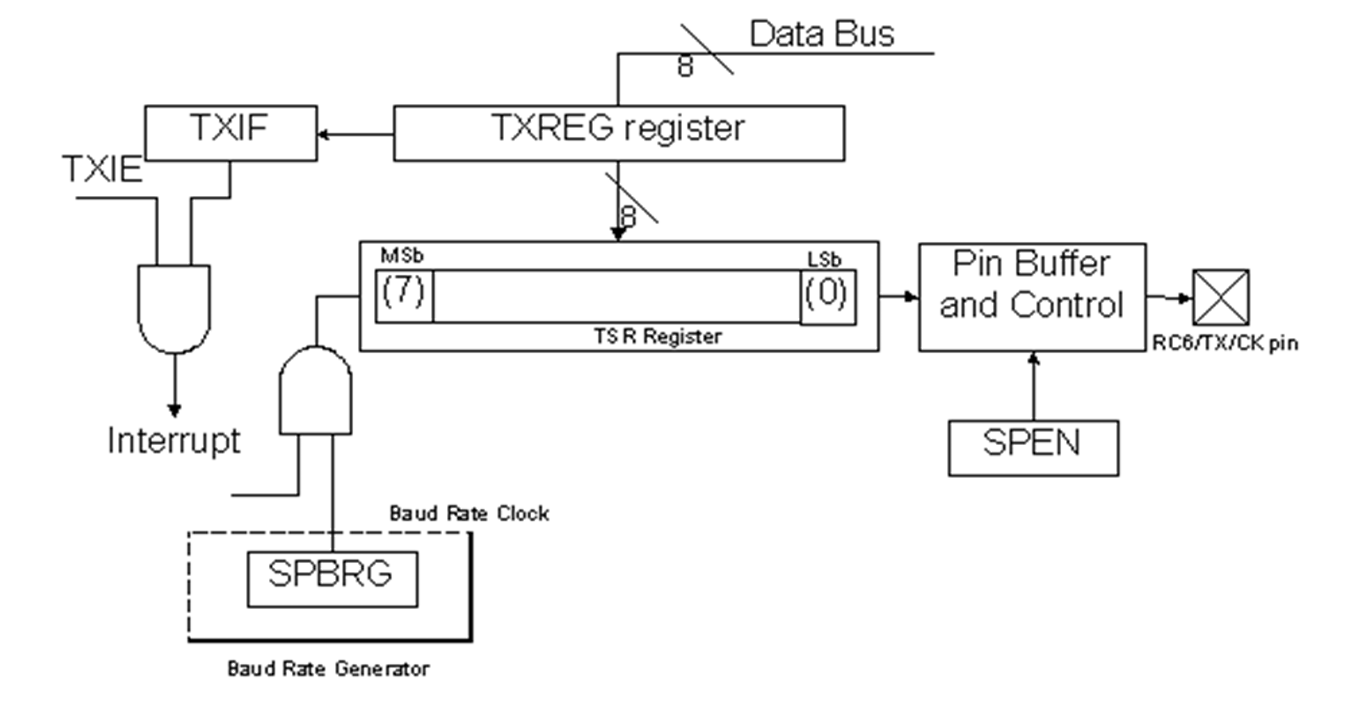 Data Bus
8
TXIF
TXREG register
TXIE
8
MSb
LSb
(7)
(0)
TSR Register
Pin Buffer
and Control
RC6/TX/CK pin
Interrupt
SPEN
Baud Rate Clock
SPBRG
Baud Rate Generator